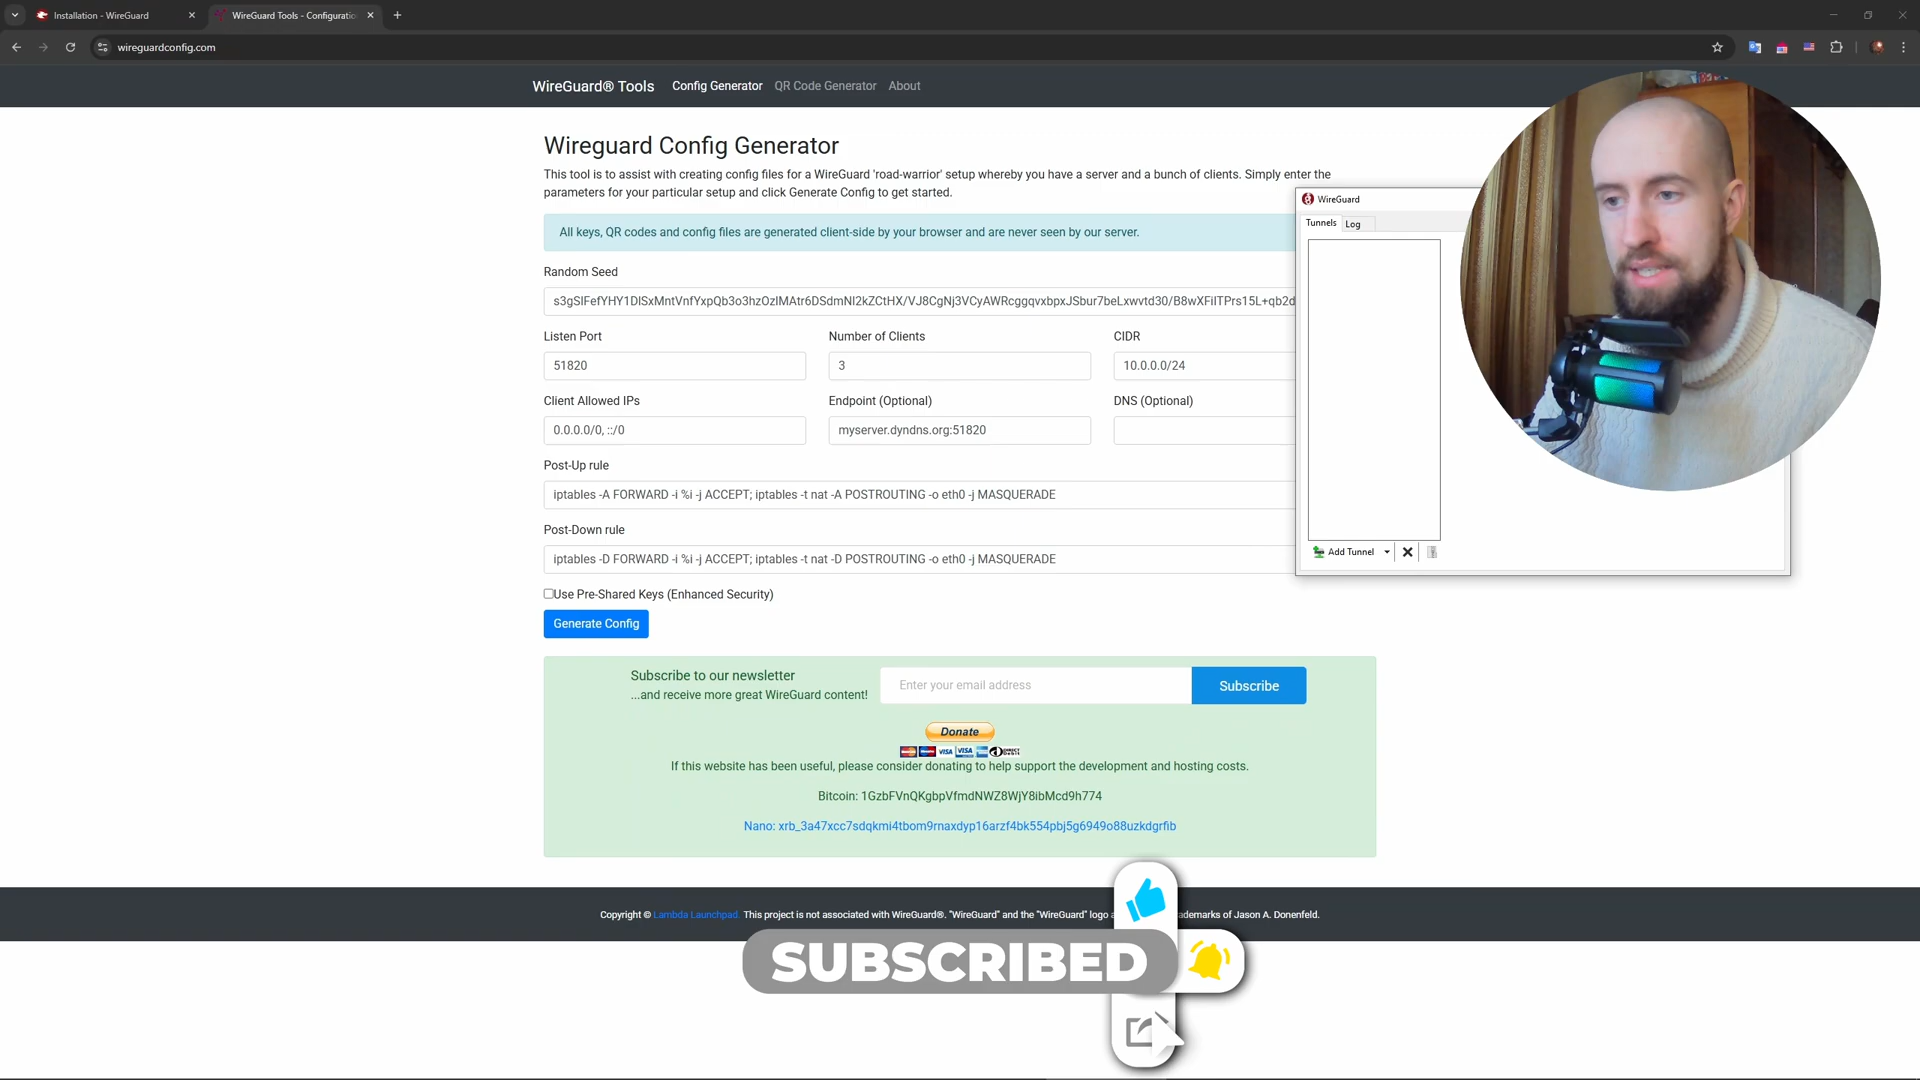 Installation - WireGuard
WireGuard Tools - Configuratio
wireguardconfig.com
WireGuard® Tools
Config Generator
QR Code Generator
About
Wireguard Config Generator
This tool is to assist with creating config files for a WireGuard 'road-warrior' setup whereby you have a server and a bunch of clients. Simply enter the
parameters for your particular setup and click Generate Config to get started.
All keys, QR codes and config files are generated client-side by your browser and are never seen by our server.
Random Seed
Listen Port
Number of Clients
CIDR
51820
3
10.0.0.0/24
Client Allowed IPs
Endpoint (Optional)
DNS (Optional)
0.0.0.0/0, ::/0
myserver.dyndns.org:51820
Post-Up rule
iptables -A FORWARD -i %i -j ACCEPT; iptables -t nat -A POSTROUTING -o eth0 -j MASQUERADE
Post-Down rule
iptables -D FORWARD -i %i -j ACCEPT; iptables -t nat -D POSTROUTING -o eth0 -j MASQUERADE
Use Pre-Shared Keys (Enhanced Security)
Generate Config
WireGuard
Tunnels
Log
Add Tunnel
Subscribe to our newsletter
...and receive more great WireGuard content!
Enter your email address
Subscribe
Donate
If this website has been useful, please consider donating to help support the development and hosting costs.
Bitcoin: 1GzbFVnQKgbpVfmdNWZ8WjY8ibMcd9h774
Nano: xrb_3a47xcc7sdqkmi4tbom9rnaxdyp16arzf4bk554pbj5g6949o88uzkdgrfib
Copyright © Lambda Launchpad. This project is not associated with WireGuard®. "WireGuard" and the "WireGuard" logo a
ademarks of Jason A. Donenfeld.
SUBSCRIBED